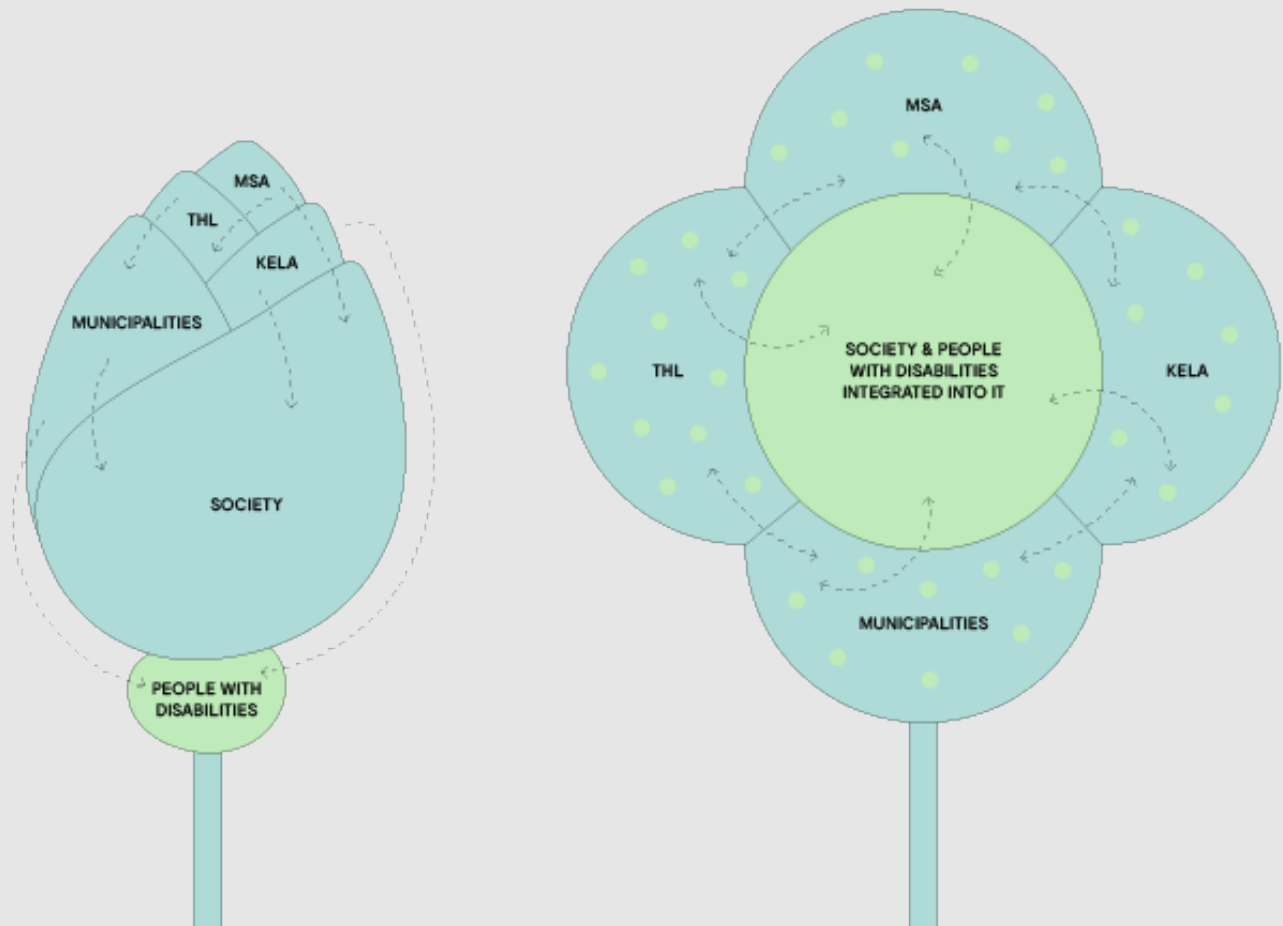 MSA
THL
KELA
MUNICIPALITIES
SOCIETY
PEOPLE WITH
DISABILITIES
MSA
THL
SOCIETY & PEOPLE
WITH DISABILITIES
INTEGRATED INTO IT
KELA
MUNICIPALITIES